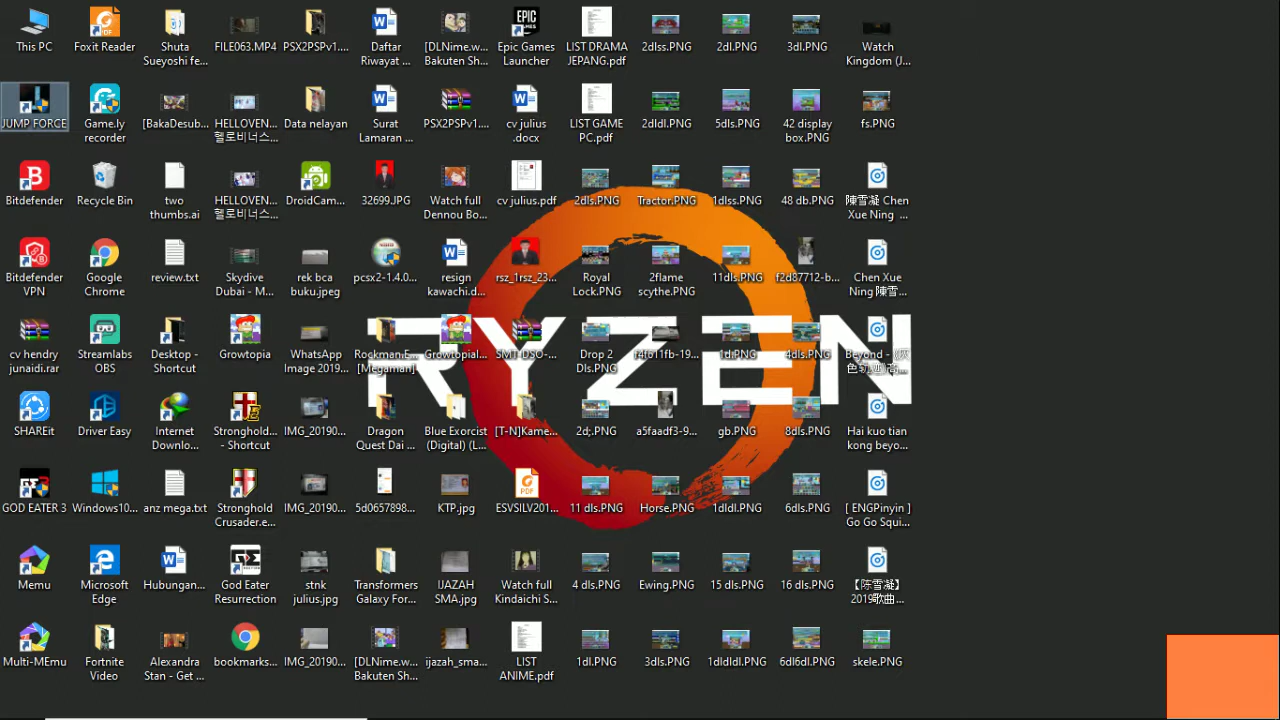 This PC
Foxit Reader
Shuta
Sueyoshi fe...
FILE063.MP4
PSX2PSPv1....
Daftar
Riwayat ...
[DLNime.w...
Bakuten Sh...
Epic Games
Launcher
LIST DRAMA
JEPANG.pdf
2dlss.PNG
2dl.PNG
3dl.PNG
Watch
Kingdom (J...
JUMP FORCE
Game.ly
recorder
[BakaDesub...
HELLOVEN...
헬로비너스...
Data nelayan
Surat
Lamaran ...
PSX2PSPv1....
cv julius
.docx
LIST GAME
PC.pdf
2dldl.PNG
5dls.PNG
42 display
box.PNG
fs.PNG
Bitdefender
Recycle Bin
two
thumbs.ai
HELLOVEN...
헬로비너스...
DroidCam...
32699.JPG
Watch full
Dennou Bo...
cv julius.pdf
2dls.PNG
Tractor.PNG
1dlss.PNG
48 db.PNG
陳雪凝 Chen
Xue Ning ...
Bitdefender
VPN
Google
Chrome
review.txt
Skydive
Dubai - M...
rek bca
buku.jpeg
pcsx2-1.4.0...
resign
kawachi.d...
rsz_1rsz_23...
Royal
Lock.PNG
2flame
scythe.PNG
11dls.PNG
f2d87712-b...
Chen Xue
Ning 陳雪...
RYZEN
cv hendry
junaidi.rar
Streamlabs
OBS
Desktop -
Shortcut
Growtopia
WhatsApp
Image 2019...
Rockman.E...
[Megaman]
Growtopial...
SMT-DSO-...
Drop 2
Dls.PNG
f4f611fb-19...
1dl.PNG
4dls.PNG
SHAREit
Driver Easy
Internet
Downlo...
Stronghold...
- Shortcut
IMG_20190...
Dragon
Quest Dai ...
Blue Exorcist
(Digital) (L...
[T-N]Kame...
2d;.PNG
a5faadf3-9...
gb.PNG
8dls.PNG
Hai kuo tian
kong beyo...
GOD EATER 3
Windows10...
anz mega.txt
Stronghold
Crusader.e...
IMG_20190...
5d0657898...
KTP.jpg
ESVSILV201...
11 dls.PNG
Horse.PNG
1dldl.PNG
6dls.PNG
[ ENGPinyin ]
Go Go Squi...
Memu
Microsoft
Edge
Hubungan...
God Eater
Resurrection
stnk
julius.jpg
Transformers
Galaxy For...
IJAZAH
SMA.jpg
Watch full
Kindaichi S...
4 dls.PNG
Ewing.PNG
15 dls.PNG
16 dls.PNG
【陈雪凝】
2019歌曲...
Multi-MEmu
Fortnite
Video
Alexandra
Stan - Get ...
bookmarks...
IMG_20190...
[DLNime.w...
Bakuten Sh...
ijazah_sma...
LIST
ANIME.pdf
1dl.PNG
3dls.PNG
1dldldl.PNG
6dl6dl.PNG
skele.PNG